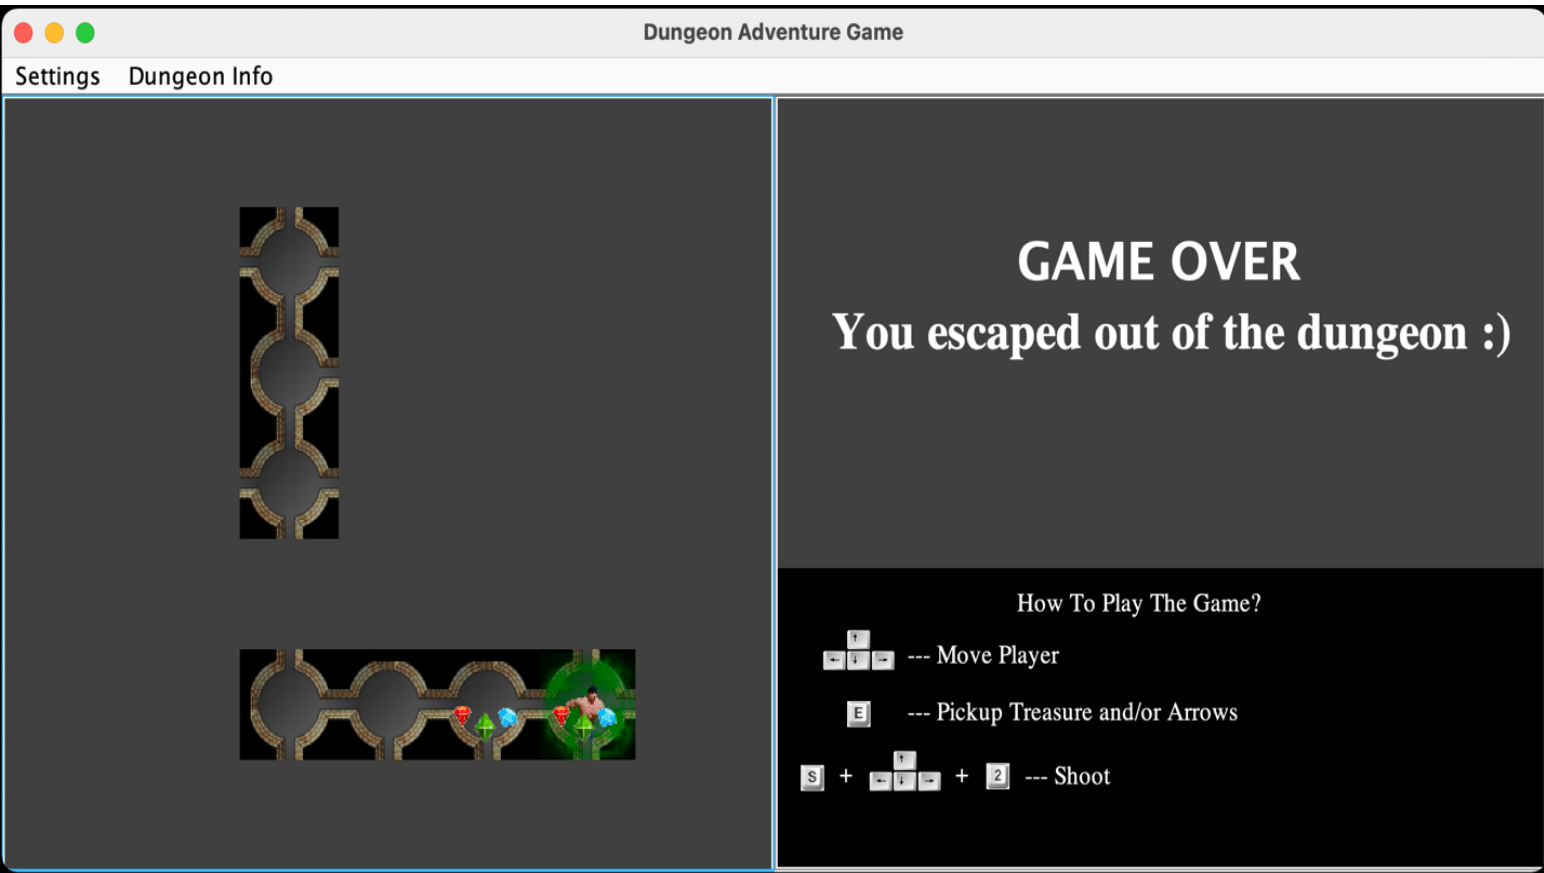 Dungeon Adventure Game
Settings Dungeon Info
GAME OVER
You escaped out of the dungeon :)
How To Play The Game?
↑
← ↓ → --- Move Player
E --- Pickup Treasure and/or Arrows
↑
S + ← ↓ → + 2 --- Shoot